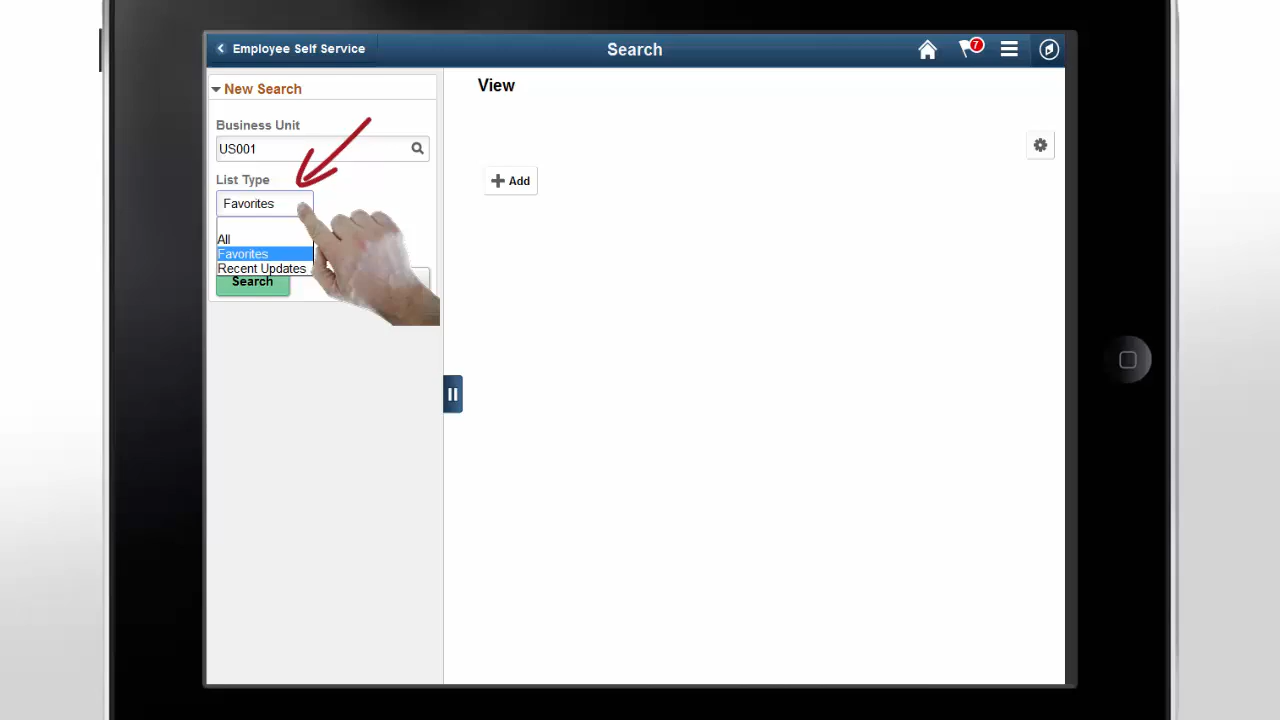 Employee Self Service
Search
7
New Search
View
Business Unit
US001
List Type
Add
Favorites
All
Favorites
Recent Updates
Search